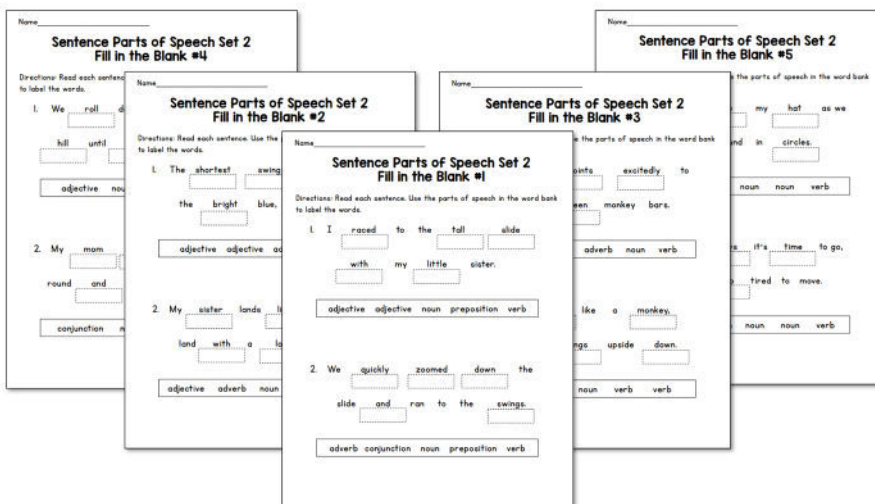 Name
Sentence Parts of Speech Set 2
Fill in the Blank #4
Directions: Read each sentence.
to label the words.
1. We roll
hill until
adjective
2. My mom
round and
conjunction
Name
Sentence Parts of Speech Set 2
Fill in the Blank #2
Directions: Read each sentence. Use the
to label the words.
1. The shortest swing
the bright blue,
adjective adjective
2. My sister lands
land with a
adjective adverb noun
Name
Sentence Parts of Speech Set 2
Fill in the Blank #1
Directions: Read each sentence. Use the parts of speech in the word bank
to label the words.
1. I raced to the tall slide
with my little sister.
adjective adjective noun preposition verb
2. We quickly zoomed down the
slide and ran to the swings.
adverb conjunction noun preposition verb
Name
Sentence Parts of Speech Set 2
Fill in the Blank #3
the parts of speech in the word bank
excitedly to
monkey bars.
adverb noun verb
like a monkey,
upside down.
noun verb verb
Sentence Parts of Speech Set 2
Fill in the Blank #5
the parts of speech in the word bank
my hat as we
in circles.
noun noun verb
it's time to go,
tired to move.
noun noun verb